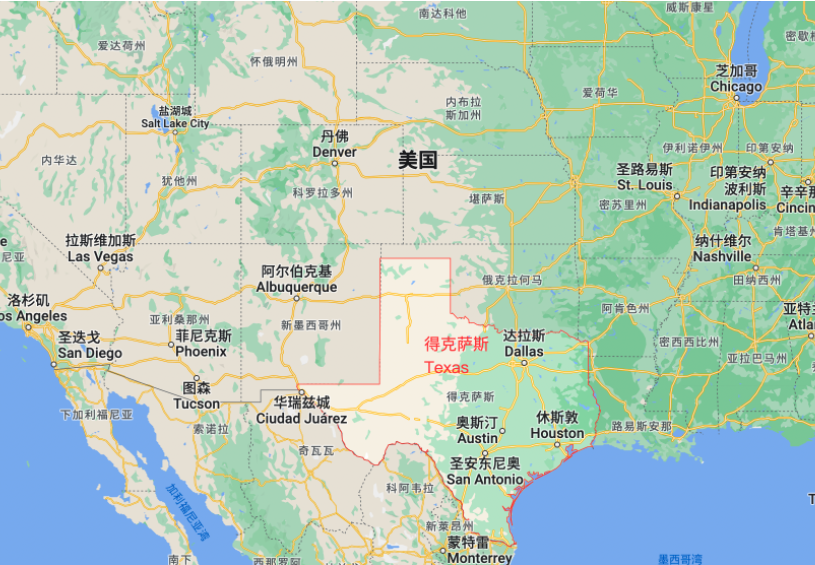 南达科他
威斯康星
爱达荷州
怀俄明州
芝加哥
Chicago
密歇根
盐湖城
Salt Lake City
内布拉
斯加州
爱荷华
丹佛
Denver
美国
内华达
犹他州
科罗拉多州
堪萨斯
伊利诺伊州
印第安纳
圣路易斯
St. Louis
密苏里州
印第安纳
波利斯
Indianapolis
辛辛那
Cincin
肯塔基州
拉斯维加斯
Las Vegas
纳什维尔
Nashville
田纳西州
阿尔伯克基
Albuquerque
俄克拉何马
阿肯色州
洛杉矶
os Angeles
亚利桑那州
新墨西哥州
菲尼克斯
Phoenix
圣迭戈
San Diego
得克萨斯
Texas
达拉斯
Dallas
密西西比州
亚拉巴马州
亚特
Atla
图森
Tucson
下加利福尼亚
索诺拉
华瑞兹城
Ciudad Juárez
得克萨斯
奥斯汀
Austin
休斯敦
Houston
路易斯安那
奇瓦瓦
圣安东尼奥
San Antonio
科阿韦拉
加利福尼亚湾
新莱昂州
蒙特雷
Monterrey
墨西哥湾
南下
西那罗阿